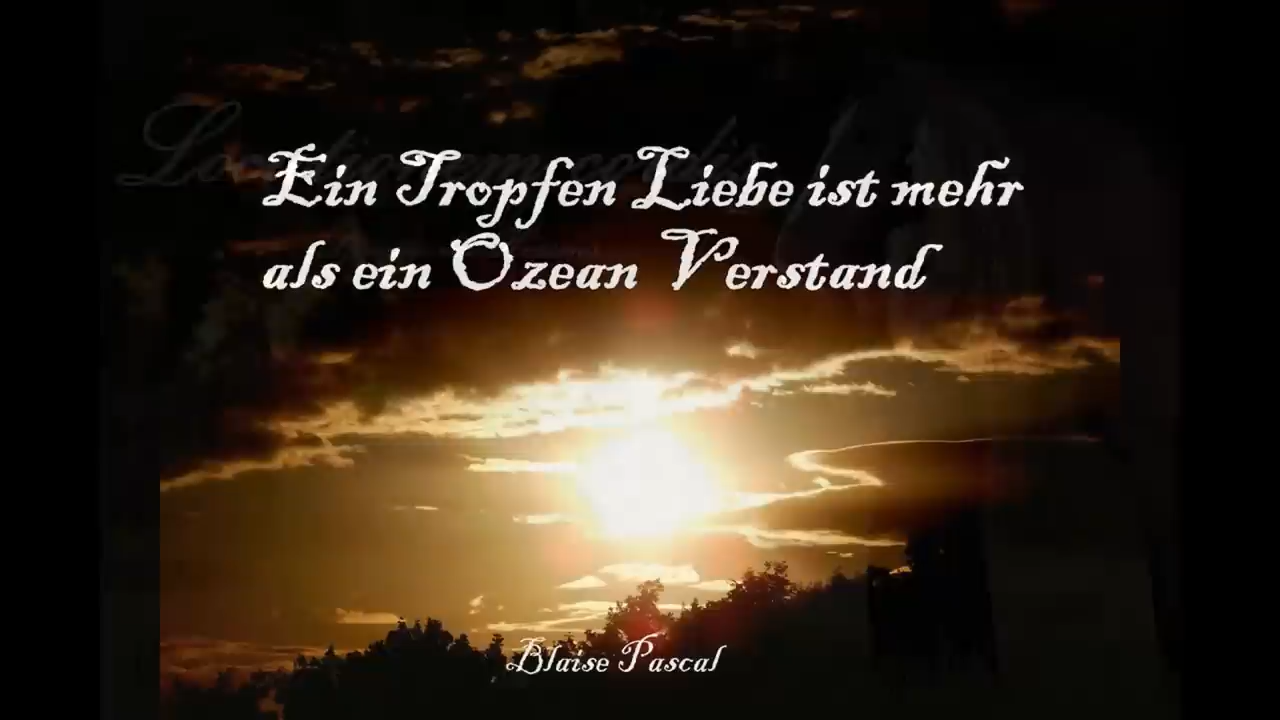 Ein Tropfen Liebe ist mehr
als ein Ozean Verstand
Blaise Pascal